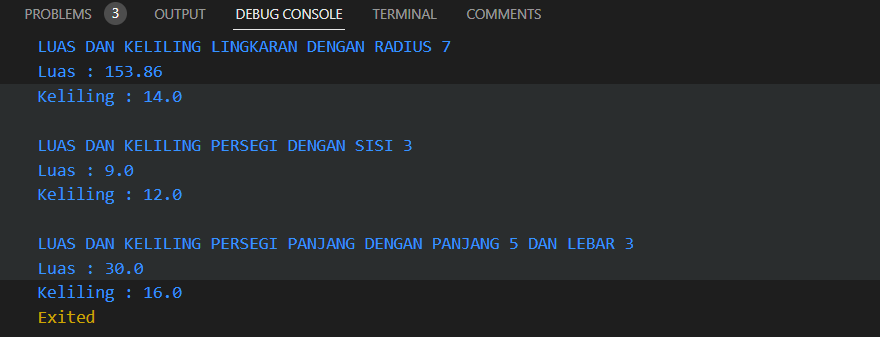 PROBLEMS 3 OUTPUT DEBUG CONSOLE TERMINAL COMMENTS
LUAS DAN KELILING LINGKARAN DENGAN RADIUS 7
Luas : 153.86
Keliling : 14.0
LUAS DAN KELILING PERSEGI DENGAN SISI 3
Luas : 9.0
Keliling : 12.0
LUAS DAN KELILING PERSEGI PANJANG DENGAN PANJANG 5 DAN LEBAR 3
Luas : 30.0
Keliling : 16.0
Exited